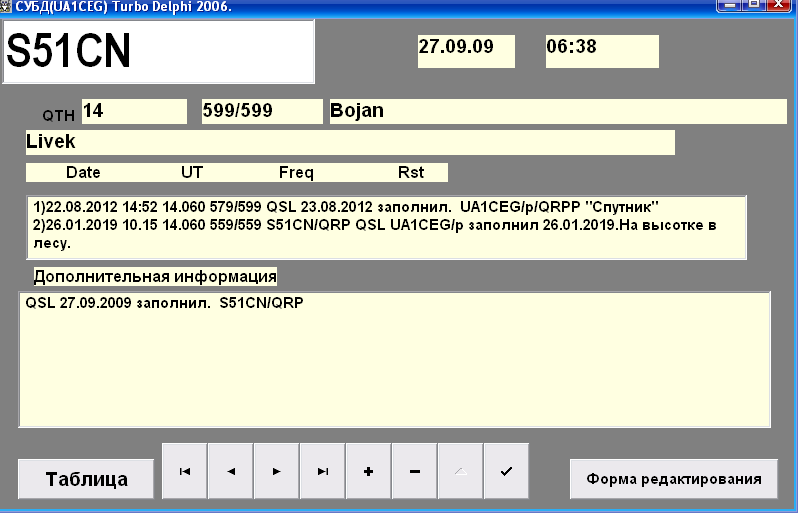 СУБД(UA1CEG) Turbo Delphi 2006.
S51CN
27.09.09
06:38
QTH 14 599/599 Bojan
Livek
Date UT Freq Rst
1)22.08.2012 14:52 14.060 579/599 QSL 23.08.2012 заполнил.  UA1CEG/p/QRPP "Спутник"
2)26.01.2019 10.15 14.060 559/559 S51CN/QRP QSL UA1CEG/p заполнил 26.01.2019.На высотке в
лесу.
Дополнительная информация
QSL 27.09.2009 заполнил.  S51CN/QRP
Таблица
Форма редактирования